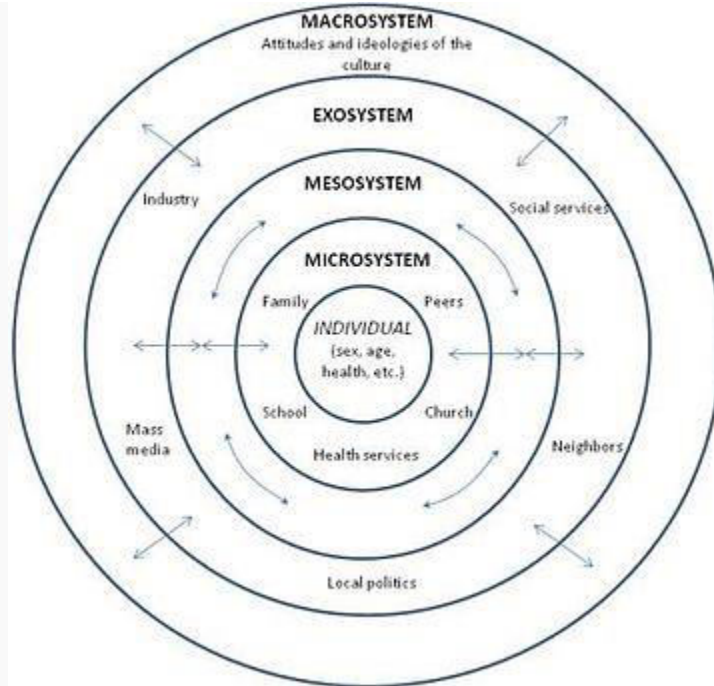 MACROSYSTEM
Attitudes and ideologies of the
culture
EXOSYSTEM
MESOSYSTEM
Industry
Social services
MICROSYSTEM
Family
Peers
INDIVIDUAL
(sex, age,
health, etc.)
School
Church
Mass
media
Health services
Neighbors
Local politics